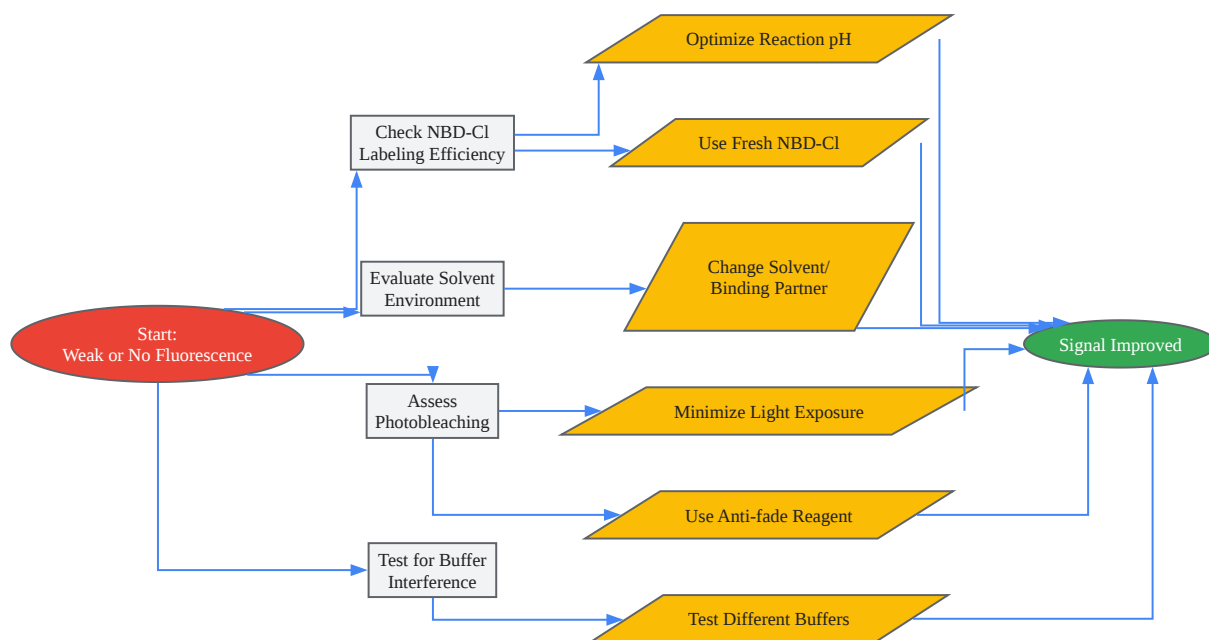 Optimize Reaction pH
Check NBD-Cl
Labeling Efficiency
Use Fresh NBD-Cl
Evaluate Solvent
Environment
Change Solvent/
Binding Partner
Start:
Weak or No Fluorescence
Signal Improved
Assess
Photobleaching
Minimize Light Exposure
Use Anti-fade Reagent
Test for Buffer
Interference
Test Different Buffers